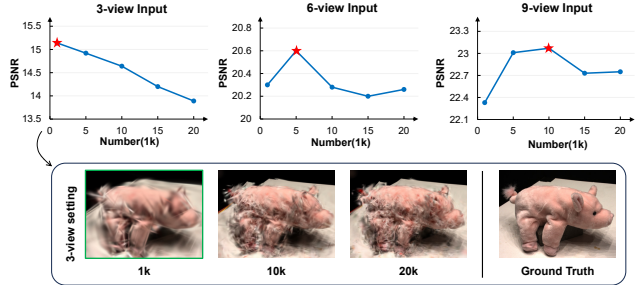 3-view Input
6-view Input
9-view Input
PSNR
15.5
15
14.5
14
13.5
0 5 10 15 20
Number(1k)
PSNR
20.8
20.6
20.4
20.2
20
0 5 10 15 20
Number(1k)
PSNR
23.3
23
22.7
22.4
22.1
0 5 10 15 20
Number(1k)
3-view setting
1k
10k
20k
Ground Truth